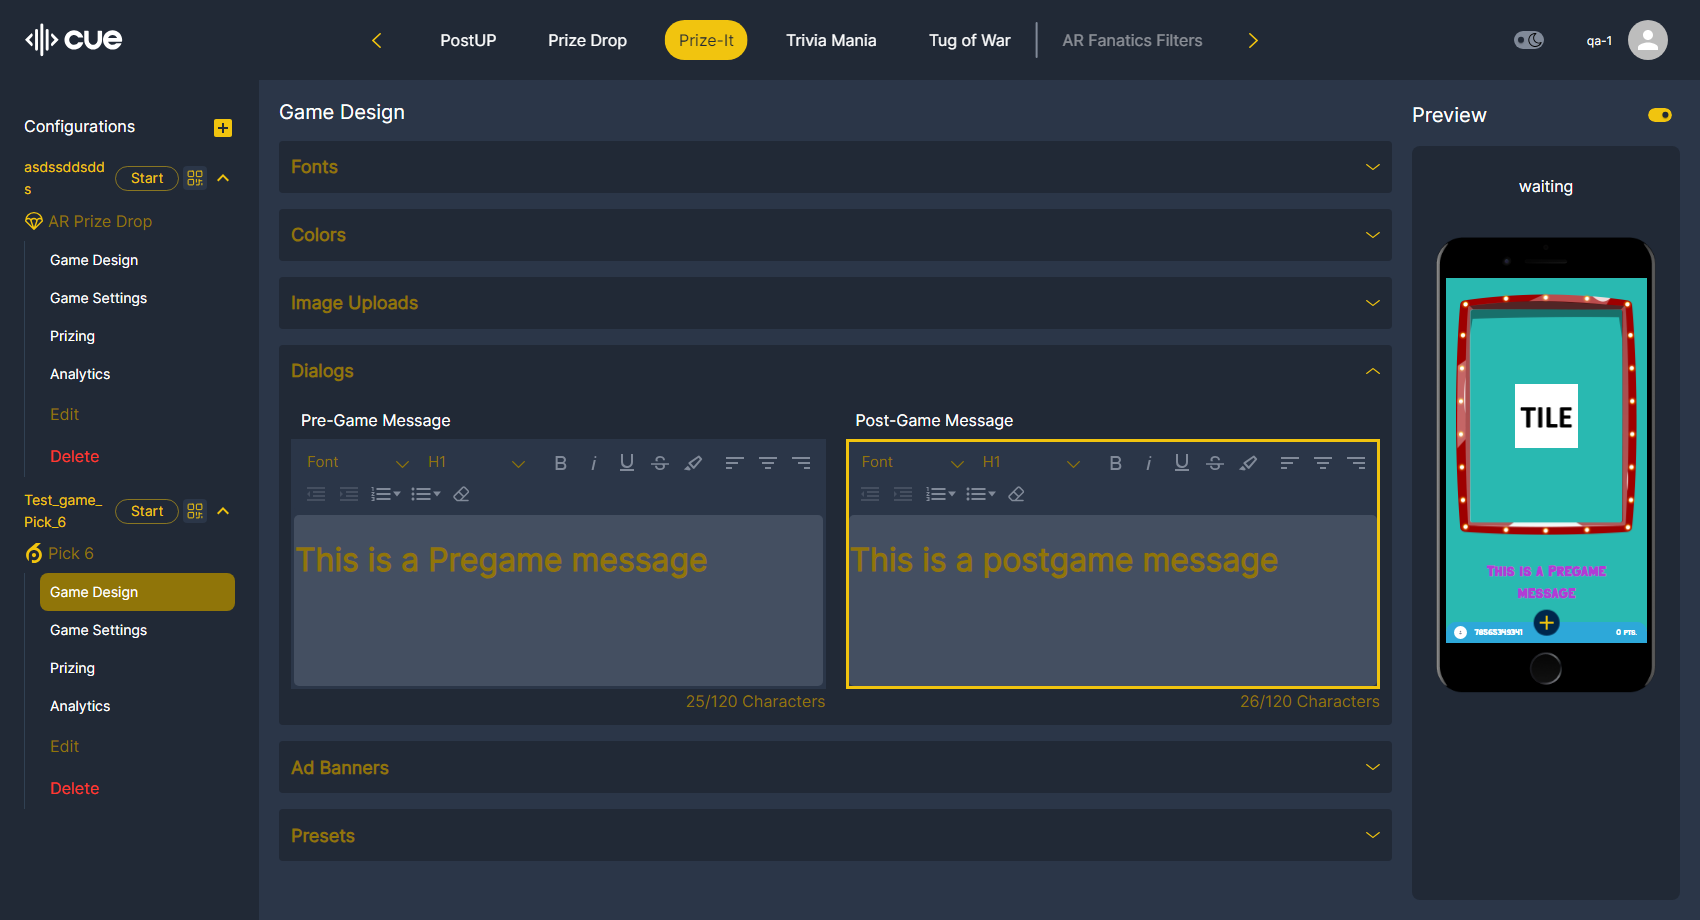 cue
PostUP
Prize Drop
Prize-It
Trivia Mania
Tug of War
AR Fanatics Filters
qa-1
Configurations
asdssddsdd
s
Start
AR Prize Drop
Game Design
Game Settings
Prizing
Analytics
Edit
Delete
Test_game_
Pick_6
Start
Pick 6
Game Design
Game Settings
Prizing
Analytics
Edit
Delete
Game Design
Fonts
Colors
Image Uploads
Dialogs
Pre-Game Message
Font
H1
B
i
U
S
This is a Pregame message
25/120 Characters
Post-Game Message
Font
H1
B
i
U
S
This is a postgame message
26/120 Characters
Ad Banners
Presets
Preview
waiting
TILE
This is a Pregame
message
0 PTS.